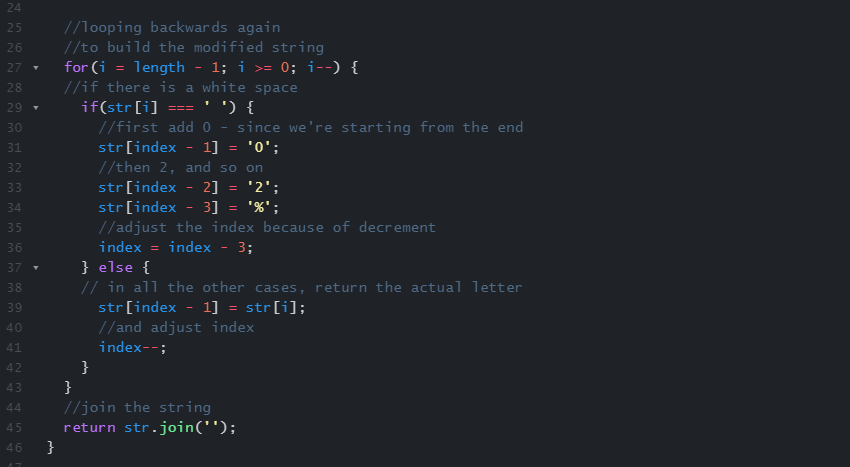 24
25 //looping backwards again
26 //to build the modified string
27 for(i = length - 1; i >= 0; i--) {
28 //if there is a white space
29 if(str[i] === ' ') {
30 //first add 0 - since we're starting from the end
31 str[index - 1] = '0';
32 //then 2, and so on
33 str[index - 2] = '2';
34 str[index - 3] = '%';
35 //adjust the index because of decrement
36 index = index - 3;
37 } else {
38 // in all the other cases, return the actual letter
39 str[index - 1] = str[i];
40 //and adjust index
41 index--;
42 }
43 }
44 //join the string
45 return str.join('');
46 }
47